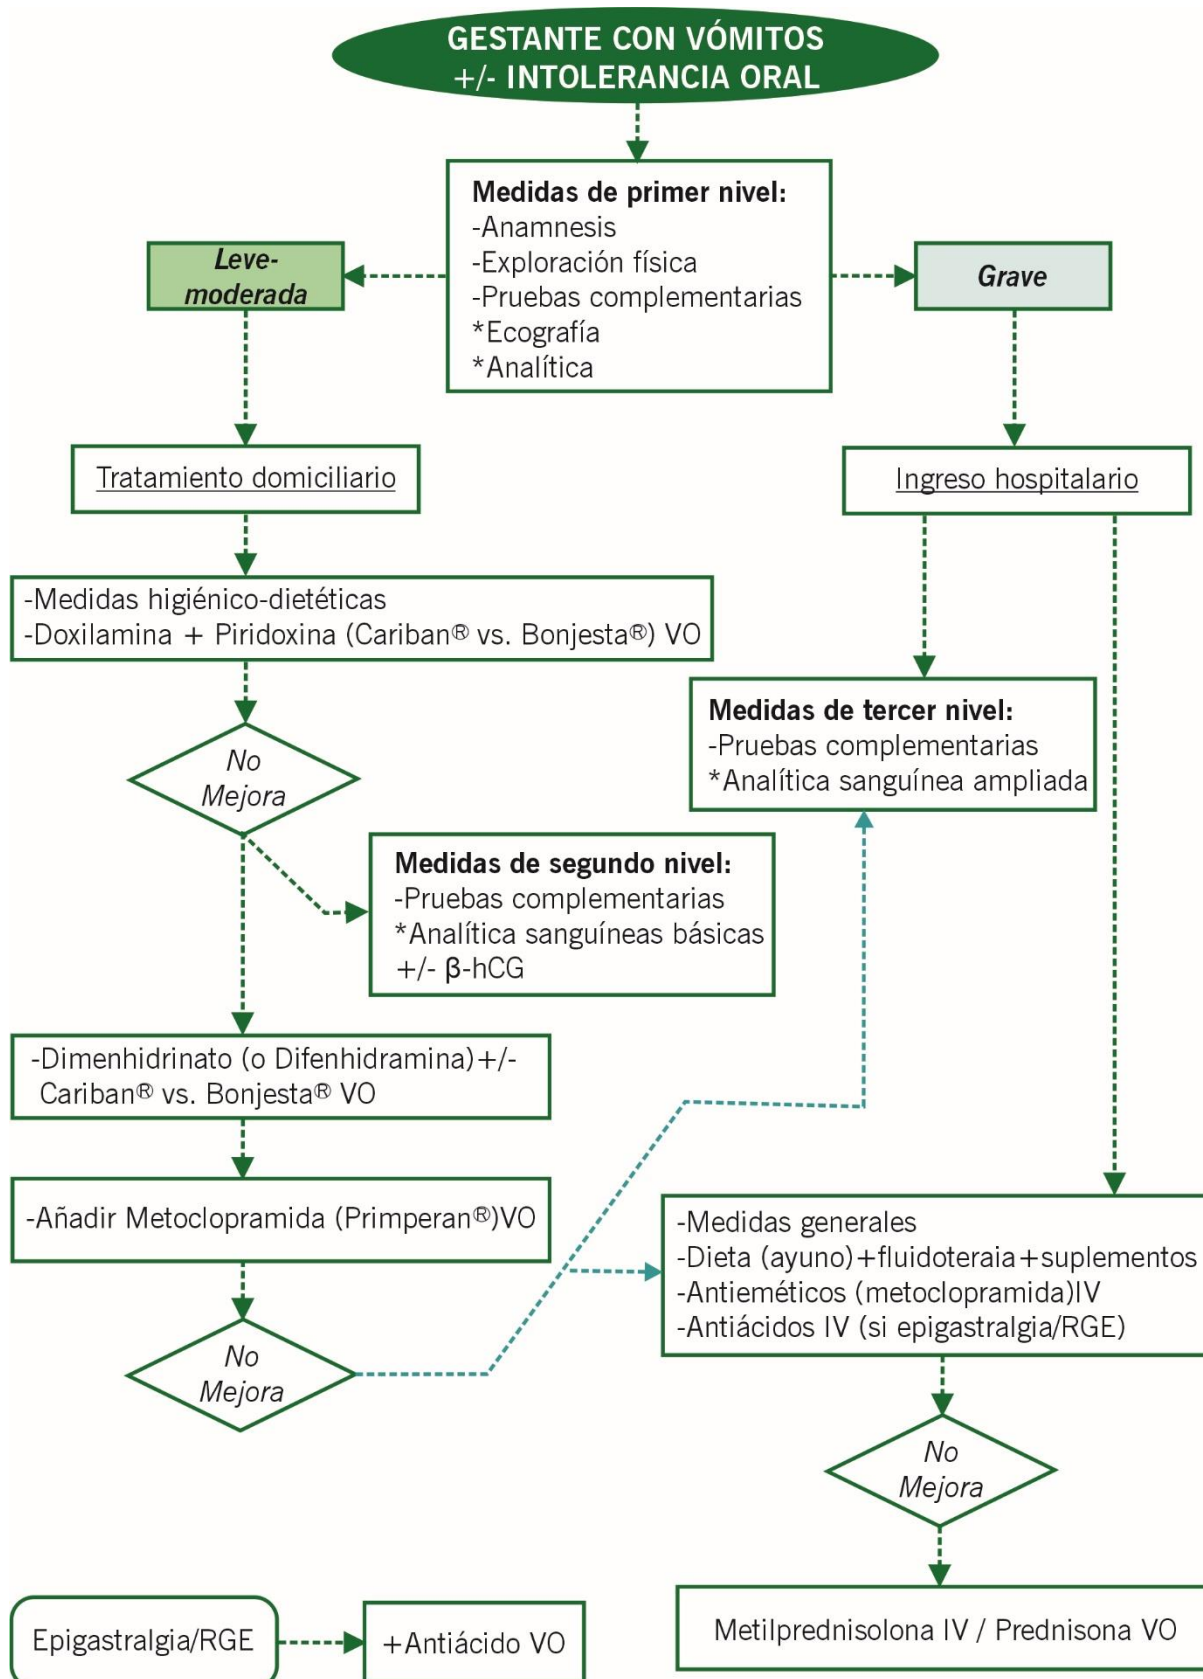 GESTANTE CON VÓMITOS
+/- INTOLERANCIA ORAL
Medidas de primer nivel:
-Anamnesis
-Exploración física
-Pruebas complementarias
*Ecografía
*Analítica
Leve-
moderada
Grave
Tratamiento domiciliario
Ingreso hospitalario
-Medidas higiénico-dietéticas
-Doxilamina + Piridoxina (Cariban® vs. Bonjesta®) VO
No
Mejora
Medidas de tercer nivel:
-Pruebas complementarias
*Analítica sanguínea ampliada
Medidas de segundo nivel:
-Pruebas complementarias
*Analítica sanguíneas básicas
+/- β-hCG
-Dimenhidrinato (o Difenhidramina)+/-
Cariban® vs. Bonjesta® VO
-Añadir Metoclopramida (Primperan®)VO
No
Mejora
-Medidas generales
-Dieta (ayuno)+fluidoteraia+suplementos
-Antieméticos (metoclopramida)IV
-Antiácidos IV (si epigastralgia/RGE)
No
Mejora
Epigastralgia/RGE
+Antiácido VO
Metilprednisolona IV / Prednisona VO